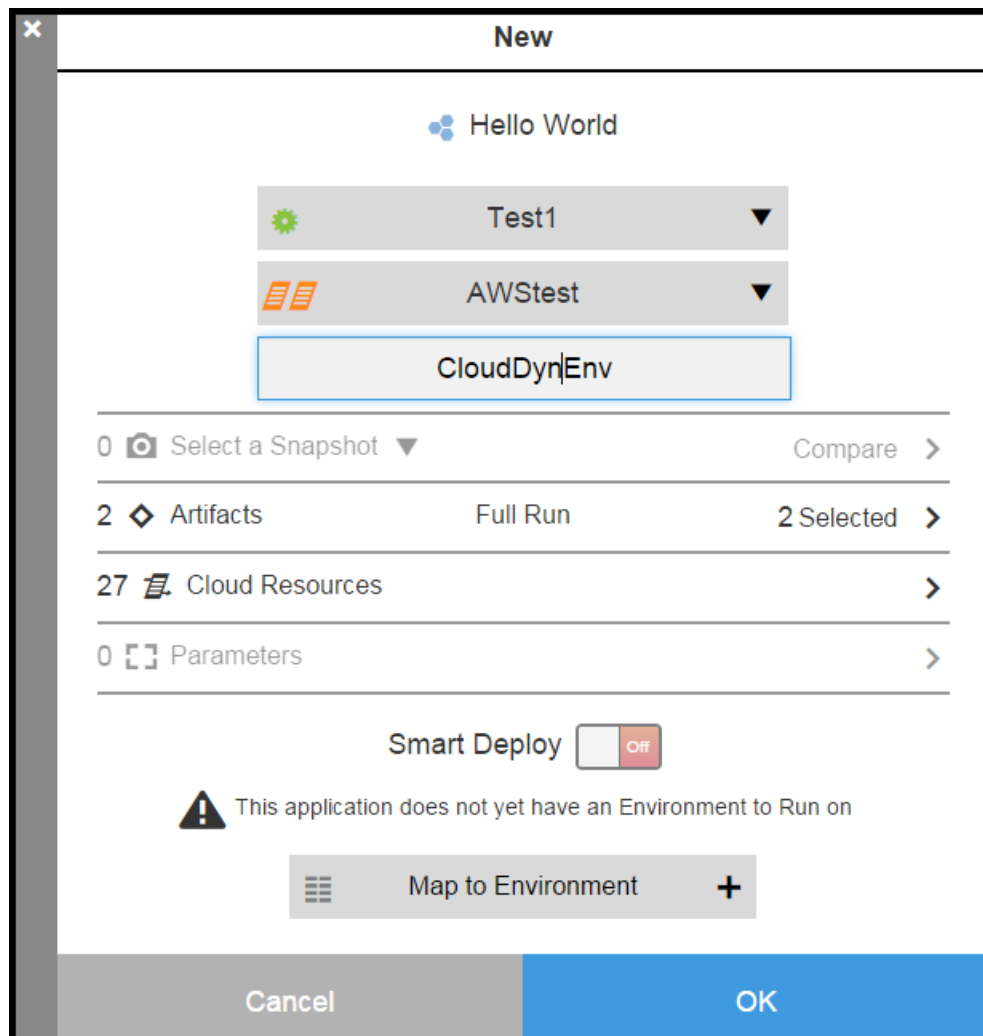 New
Hello World
Test1
AWStest
CloudDynEnv
0 Select a Snapshot Compare
2 Artifacts Full Run 2 Selected
27 Cloud Resources
0 Parameters
Smart Deploy Off
This application does not yet have an Environment to Run on
Map to Environment
Cancel OK